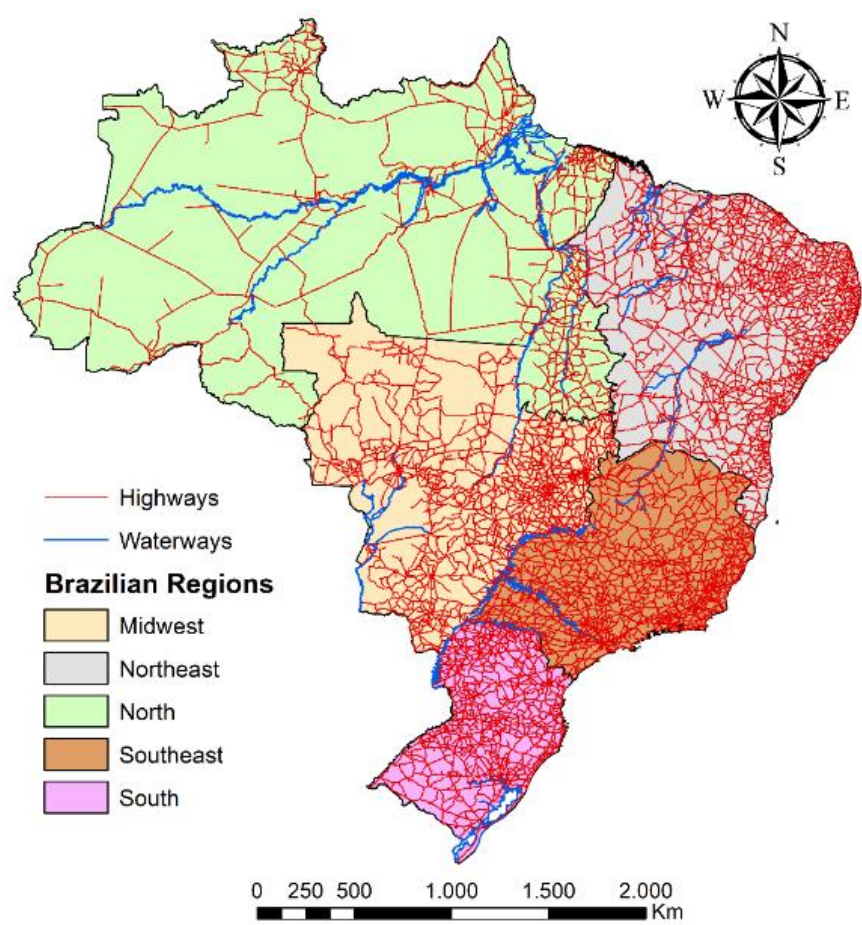 N
W E
S
Highways
Waterways
Brazilian Regions
Midwest
Northeast
North
Southeast
South
0 250 500 1.000 1.500 2.000
Km